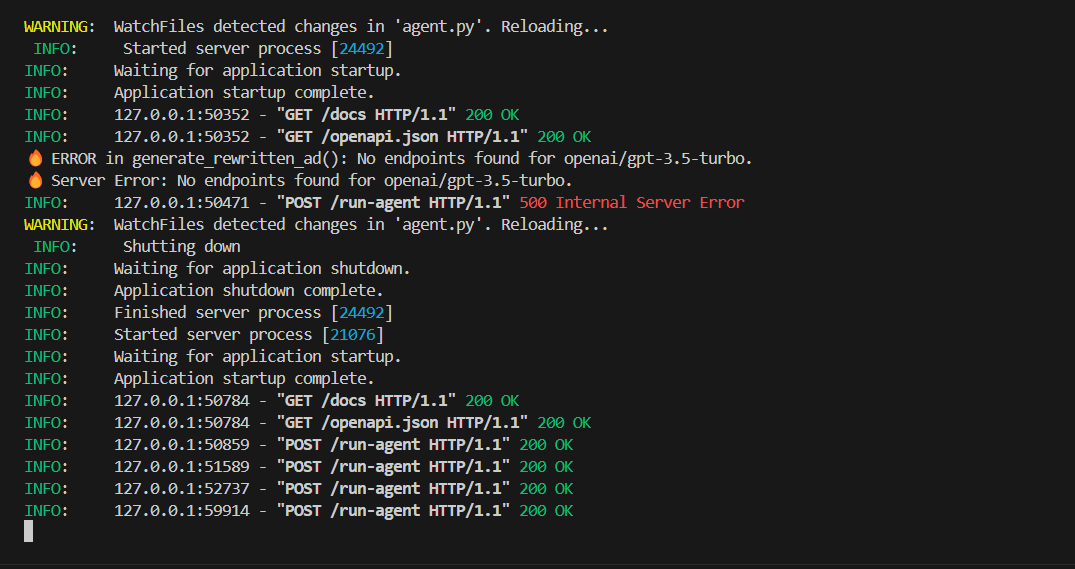 WARNING:  WatchFiles detected changes in 'agent.py'. Reloading...
 INFO:     Started server process [24492]
INFO:     Waiting for application startup.
INFO:     Application startup complete.
INFO:     127.0.0.1:50352 - "GET /docs HTTP/1.1" 200 OK
INFO:     127.0.0.1:50352 - "GET /openapi.json HTTP/1.1" 200 OK
🔥 ERROR in generate_rewritten_ad(): No endpoints found for openai/gpt-3.5-turbo.
🔥 Server Error: No endpoints found for openai/gpt-3.5-turbo.
INFO:     127.0.0.1:50471 - "POST /run-agent HTTP/1.1" 500 Internal Server Error
WARNING:  WatchFiles detected changes in 'agent.py'. Reloading...
 INFO:     Shutting down
INFO:     Waiting for application shutdown.
INFO:     Application shutdown complete.
INFO:     Finished server process [24492]
INFO:     Started server process [21076]
INFO:     Waiting for application startup.
INFO:     Application startup complete.
INFO:     127.0.0.1:50784 - "GET /docs HTTP/1.1" 200 OK
INFO:     127.0.0.1:50784 - "GET /openapi.json HTTP/1.1" 200 OK
INFO:     127.0.0.1:50859 - "POST /run-agent HTTP/1.1" 200 OK
INFO:     127.0.0.1:51589 - "POST /run-agent HTTP/1.1" 200 OK
INFO:     127.0.0.1:52737 - "POST /run-agent HTTP/1.1" 200 OK
INFO:     127.0.0.1:59914 - "POST /run-agent HTTP/1.1" 200 OK